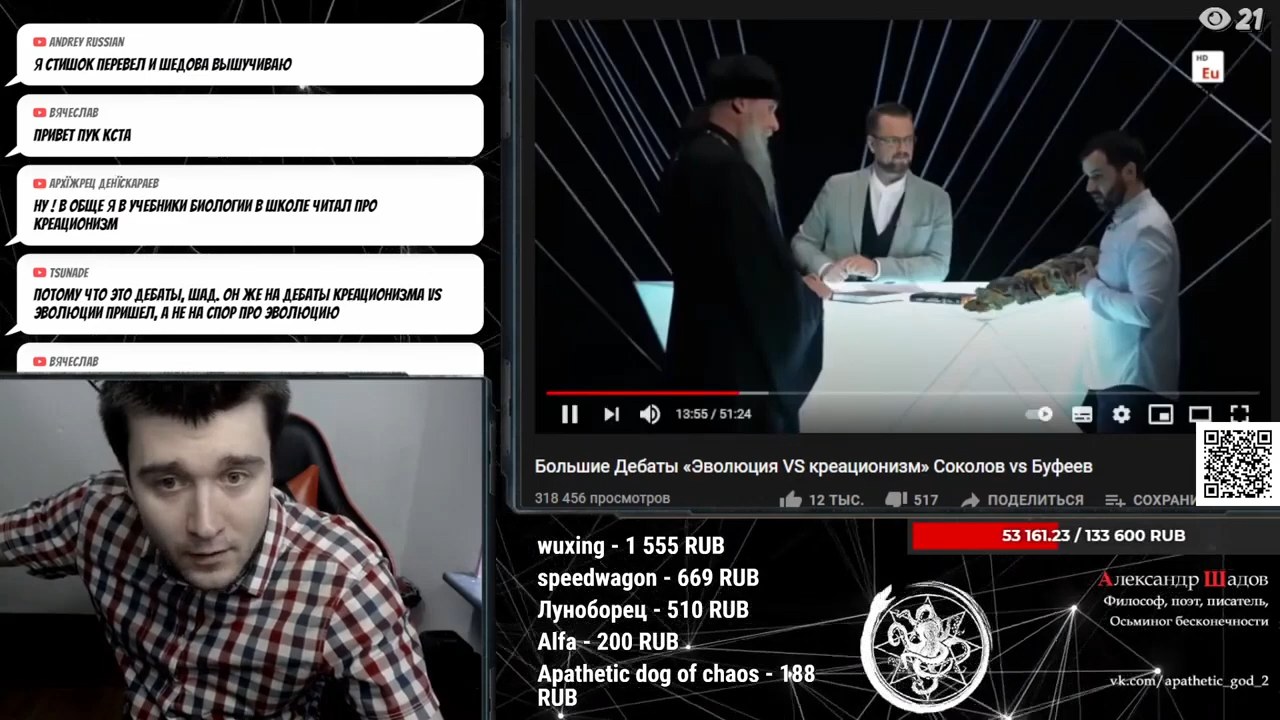 ANDREY RUSSIAN
Я СТИШОК ПЕРЕВЕЛ И ШЕДОВА ВЫШУЧИВАЮ
ВЯЧЕСЛАВ
ПРИВЕТ ПУК КСТА
АРХЇЖРЕЦ ДЕНЇСКАРАЕВ
НУ ! В ОБЩЕ Я В УЧЕБНИКИ БИОЛОГИИ В ШКОЛЕ ЧИТАЛ ПРО
КРЕАЦИОНИЗМ
TSUNADE
ПОТОМУ ЧТО ЭТО ДЕБАТЫ, ШАД. ОН ЖЕ НА ДЕБАТЫ КРЕАЦИОНИЗМА VS
ЭВОЛЮЦИИ ПРИШЕЛ, А НЕ НА СПОР ПРО ЭВОЛЮЦИЮ
ВЯЧЕСЛАВ
21
HD
Eu
13:55 / 51:24
Большие Дебаты «Эволюция VS креационизм» Соколов vs Буфеев
318 456 просмотров
12 ТЫС.
517
ПОДЕЛИТЬСЯ
СОХРАНИ
53 161.23 / 133 600 RUB
wuxing - 1 555 RUB
speedwagon - 669 RUB
Луноборец - 510 RUB
Alfa - 200 RUB
Apathetic dog of chaos - 188
RUB
Александр Шадов
Философ, поэт, писатель,
Осьминог бесконечности
vk.com/apathetic_god_2